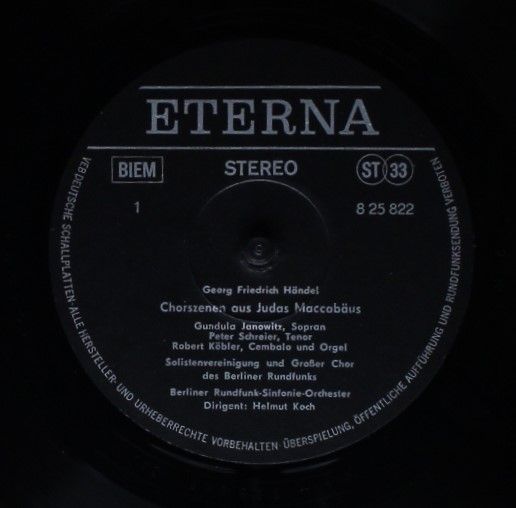 ETERNA
BIEM
STEREO
ST 33
1
8 25 822
Georg Friedrich Händel
Chorszenen aus Judas Maccabäus
Gundula Janowitz, Sopran
Peter Schreier, Tenor
Robert Köbler, Cembalo und Orgel
Solistenvereinigung und Großer Chor
des Berliner Rundfunks
Berliner Rundfunk-Sinfonie-Orchester
Dirigent: Helmut Koch
VEB DEUTSCHE SCHALLPLATTEN · ALLE HERSTELLER- UND URHEBERRECHTE VORBEHALTEN · ÜBERSPIELUNG, ÖFFENTLICHE AUFFÜHRUNG UND RUNDFUNKSENDUNG VERBOTEN